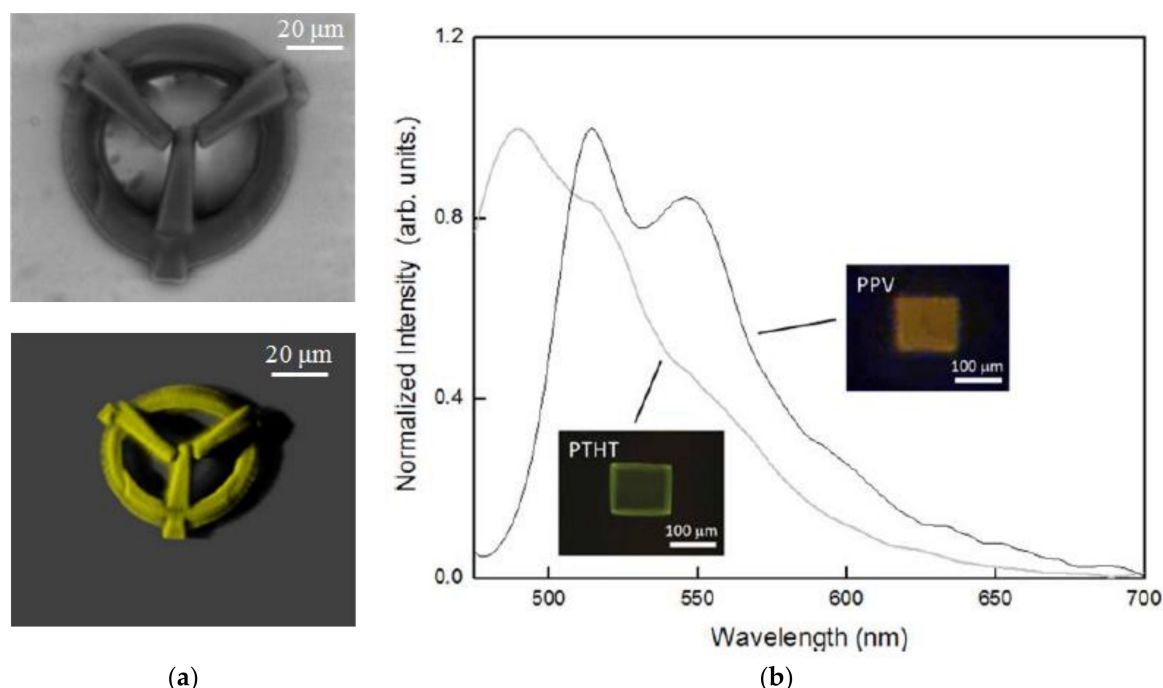 20 μm
20 μm
(a)
1.2
0.8
0.4
0.0
Normalized Intensity (arb. units.)
PPV
100 μm
PTHT
100 μm
500
550
600
650
700
Wavelength (nm)
(b)